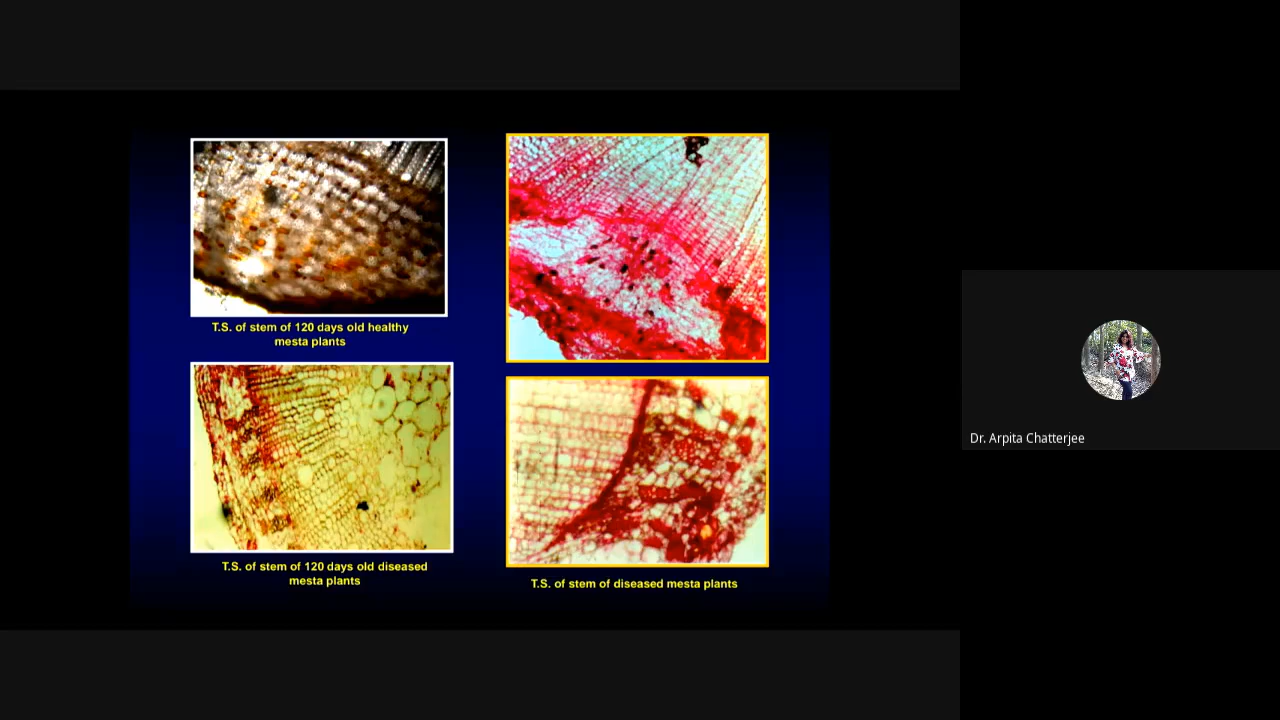 T.S. of stem of 120 days old healthy
mesta plants
T.S. of stem of 120 days old diseased
mesta plants
T.S. of stem of diseased mesta plants
Dr. Arpita Chatterjee